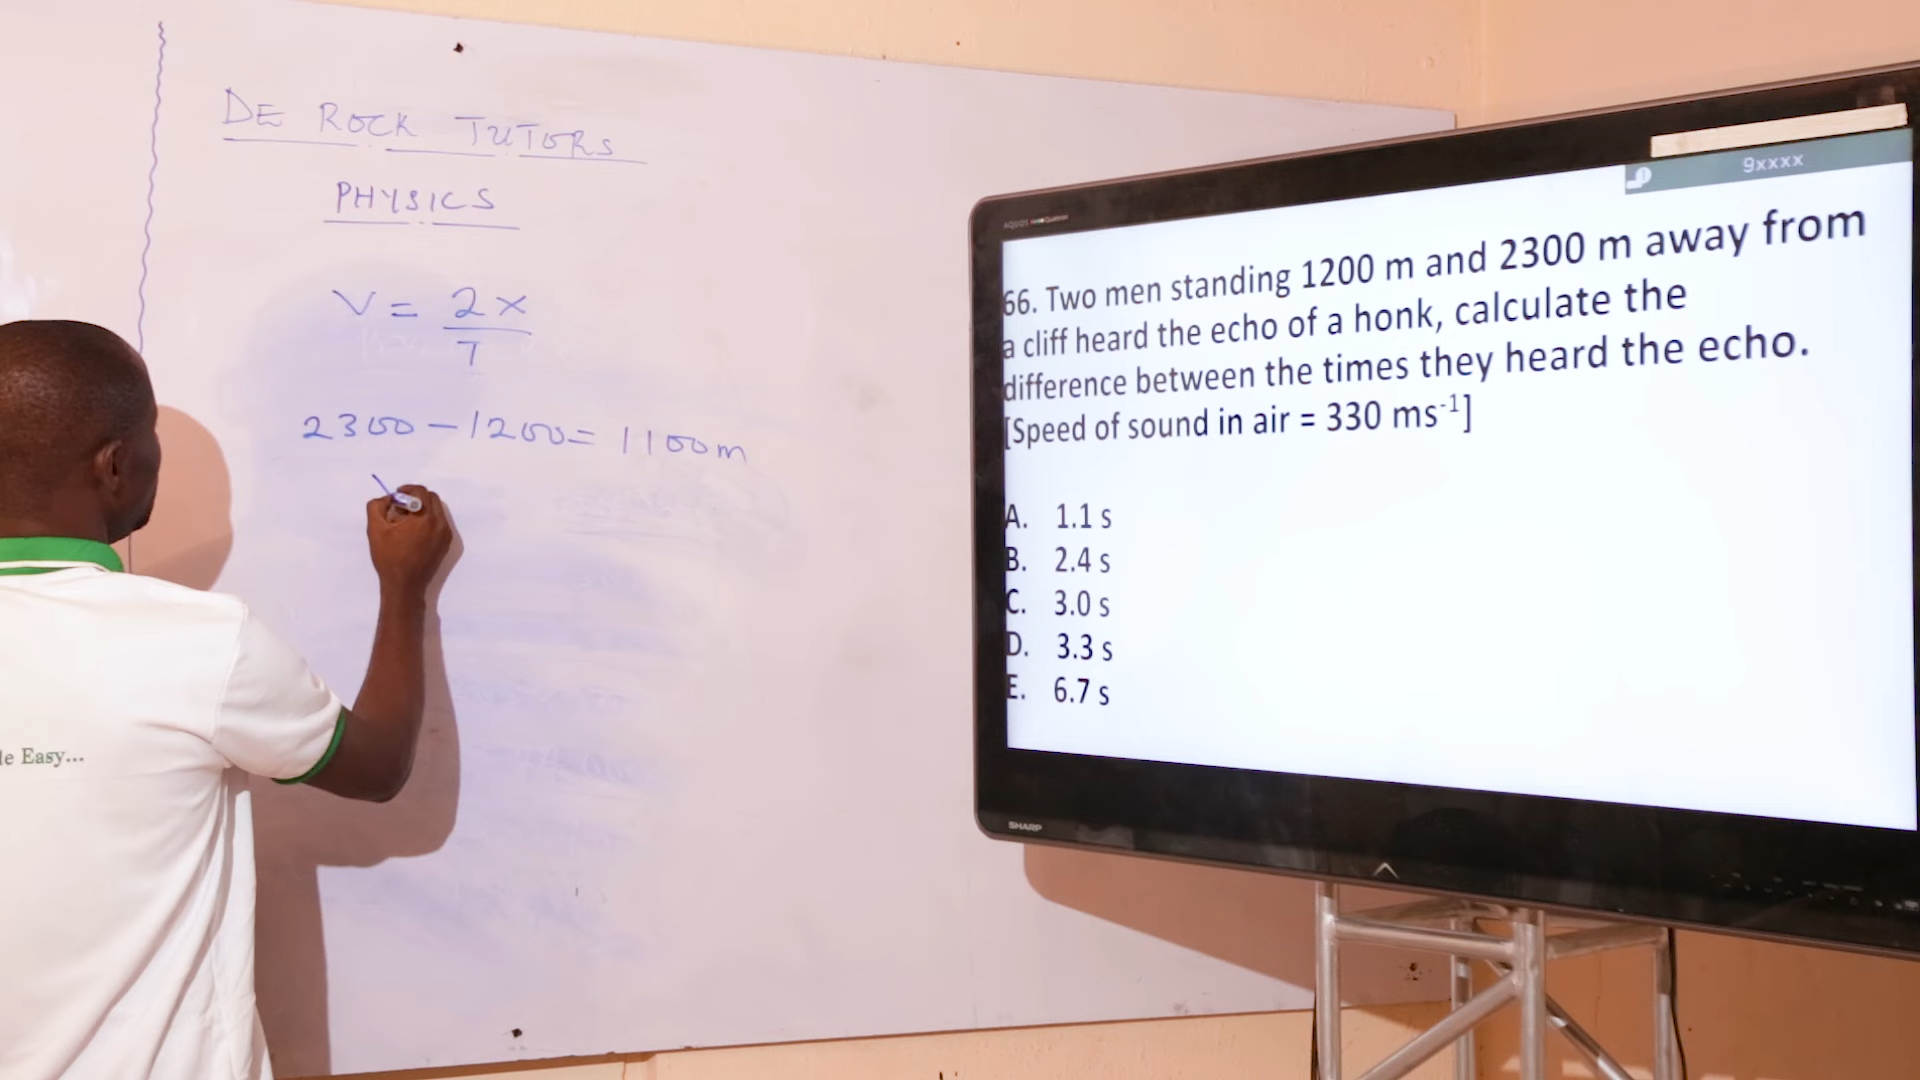 DE ROCK TUTORS
PHYSICS
V = 2x
T
2300 - 1200 = 1100m
le Easy...
AQUOS Quattron
9xxxx
66. Two men standing 1200 m and 2300 m away from
a cliff heard the echo of a honk, calculate the
difference between the times they heard the echo.
[Speed of sound in air = 330 ms⁻¹]
A. 1.1 s
B. 2.4 s
C. 3.0 s
D. 3.3 s
E. 6.7 s
SHARP